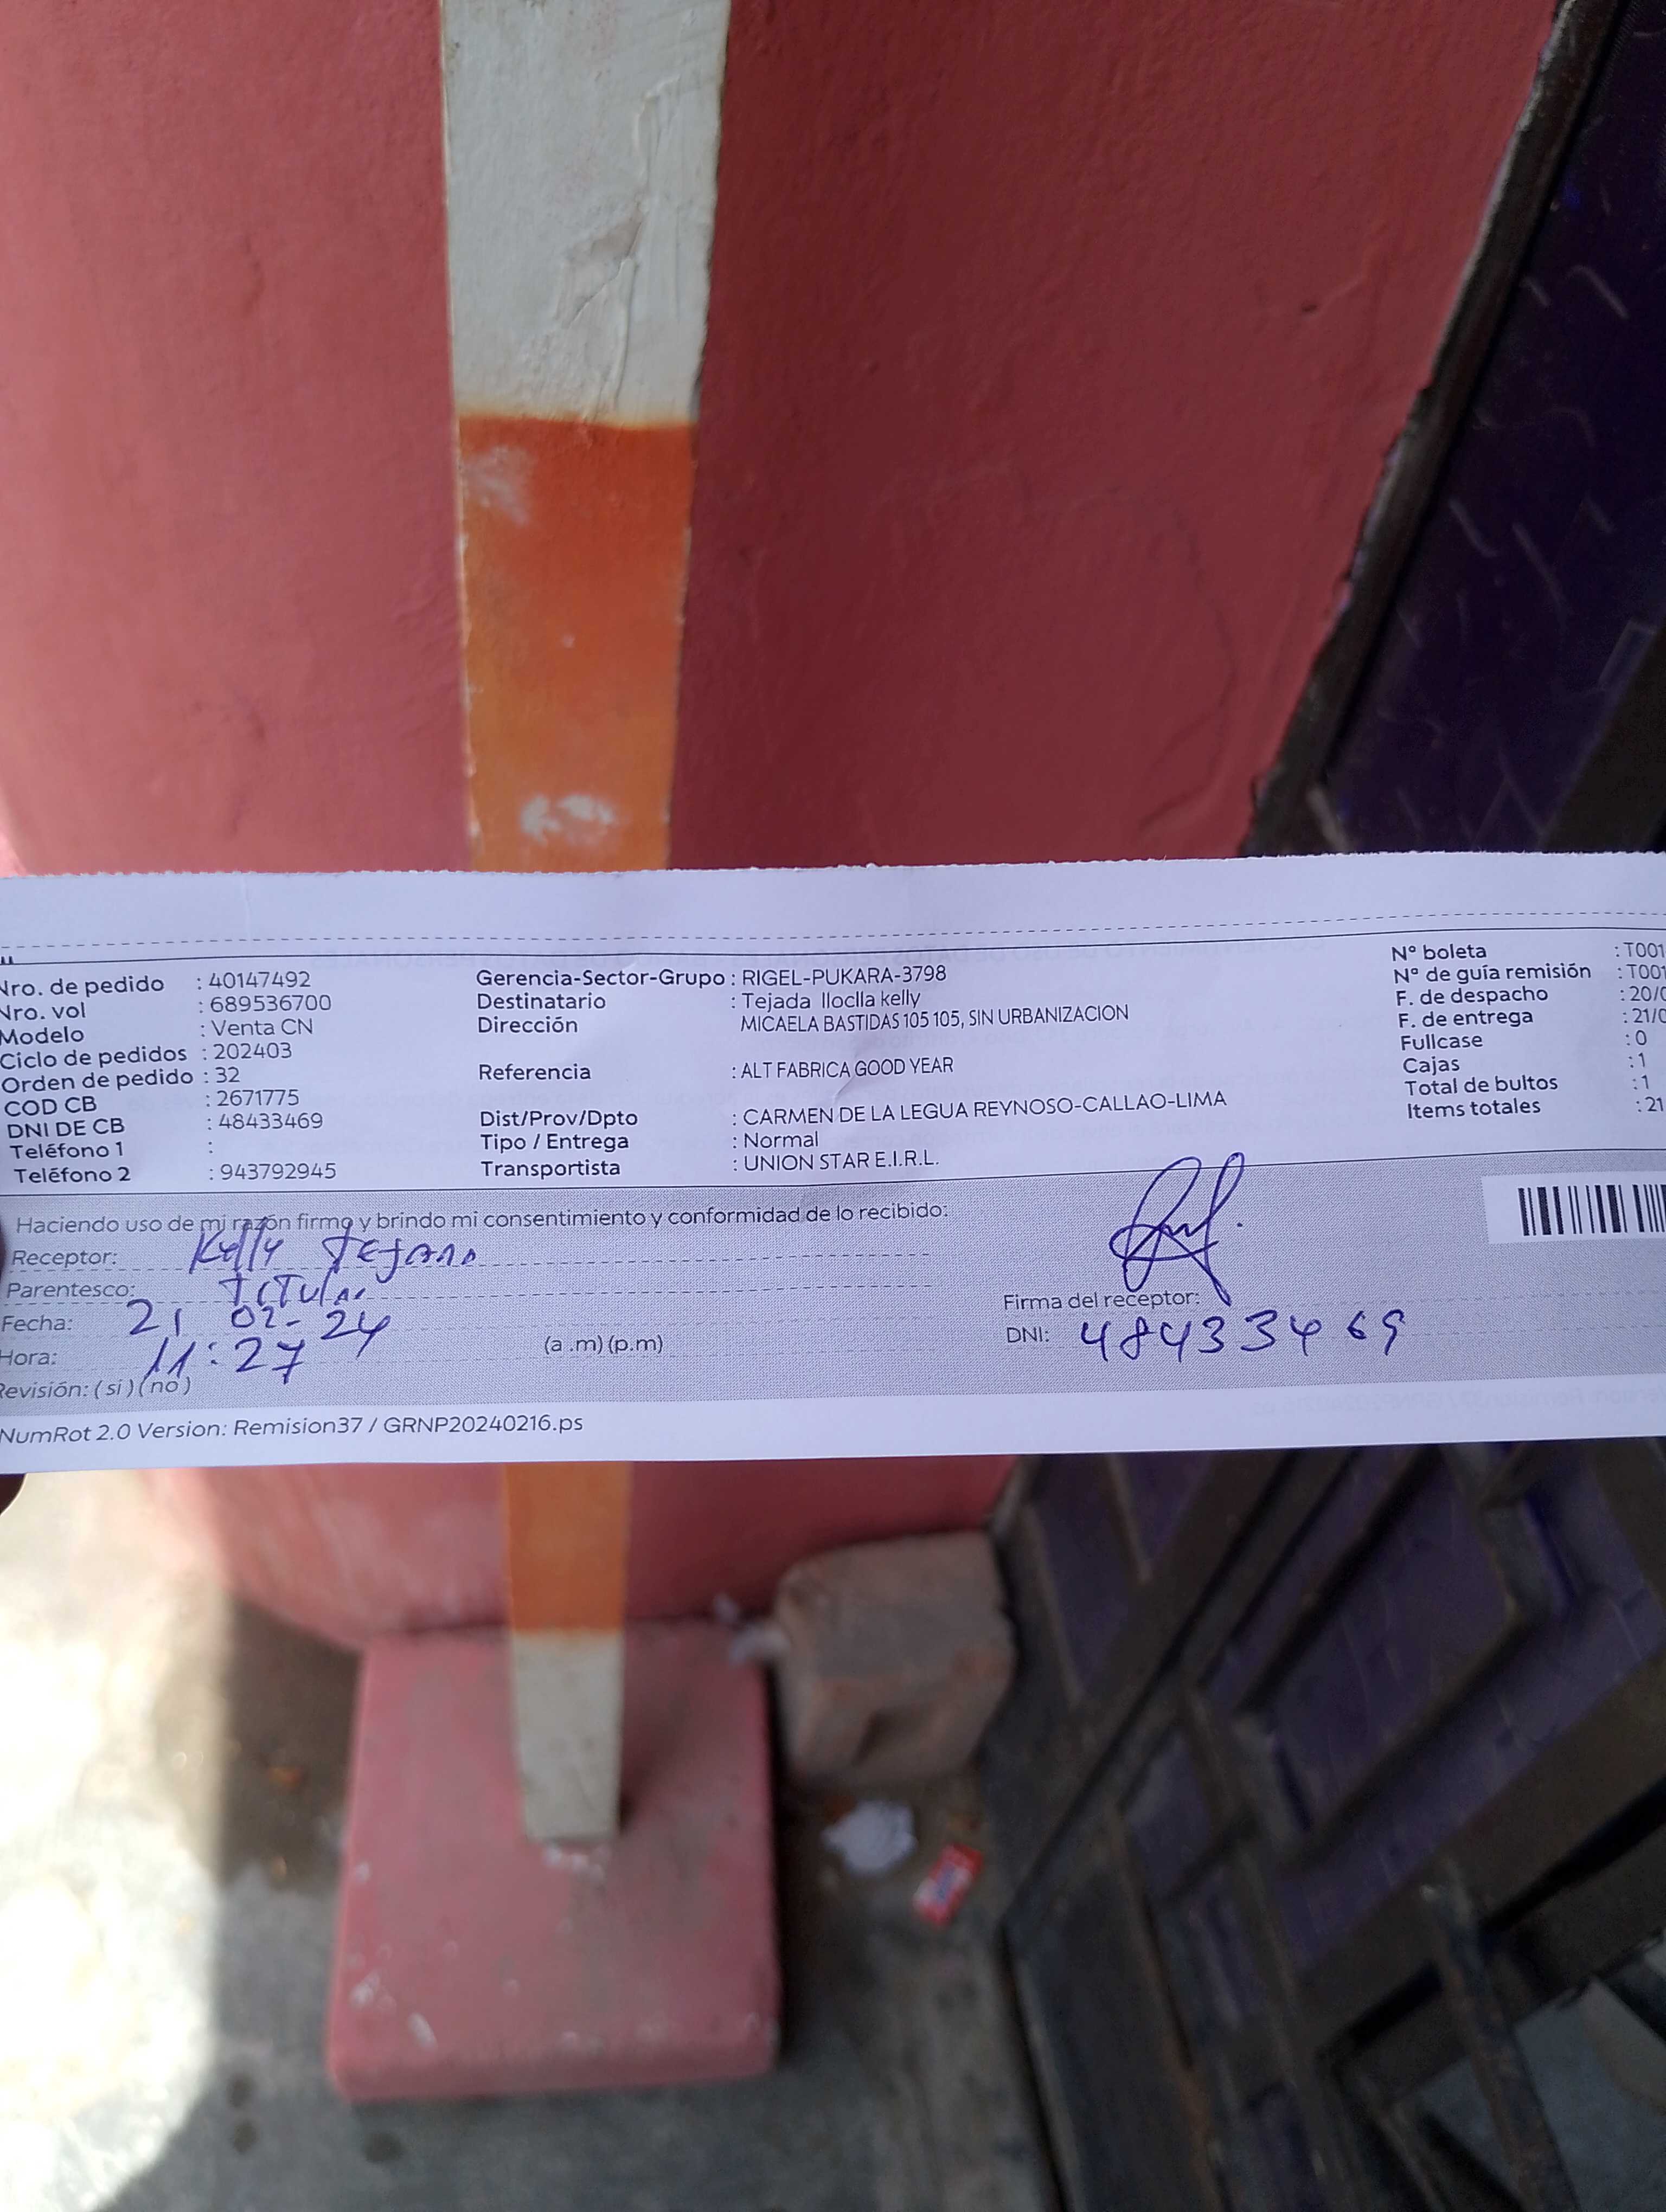 Nro. de pedido : 40147492
Nro. vol : 689536700
Modelo : Venta CN
Ciclo de pedidos : 202403
Orden de pedido : 32
COD CB : 2671775
DNI DE CB : 48433469
Teléfono 1 :
Teléfono 2 : 943792945
Gerencia-Sector-Grupo : RIGEL-PUKARA-3798
Destinatario : Tejada lloclla kelly
Dirección MICAELA BASTIDAS 105 105, SIN URBANIZACION
Referencia : ALT FABRICA GOOD YEAR
Dist/Prov/Dpto : CARMEN DE LA LEGUA REYNOSO-CALLAO-LIMA
Tipo / Entrega : Normal
Transportista : UNION STAR E.I.R.L.
N° boleta : T001
N° de guía remisión : T001
F. de despacho : 20/0
F. de entrega : 21/0
Fullcase : 0
Cajas : 1
Total de bultos : 1
Items totales : 21
Haciendo uso de mi razón firmo y brindo mi consentimiento y conformidad de lo recibido:
Receptor: Kelly Tejada
Parentesco: Titular
Fecha: 21 02-24
Hora: 11:27 (a .m) (p.m)
Revisión: ( si ) ( no )
Firma del receptor:
DNI: 48433469
NumRot 2.0 Version: Remision37 / GRNP20240216.ps